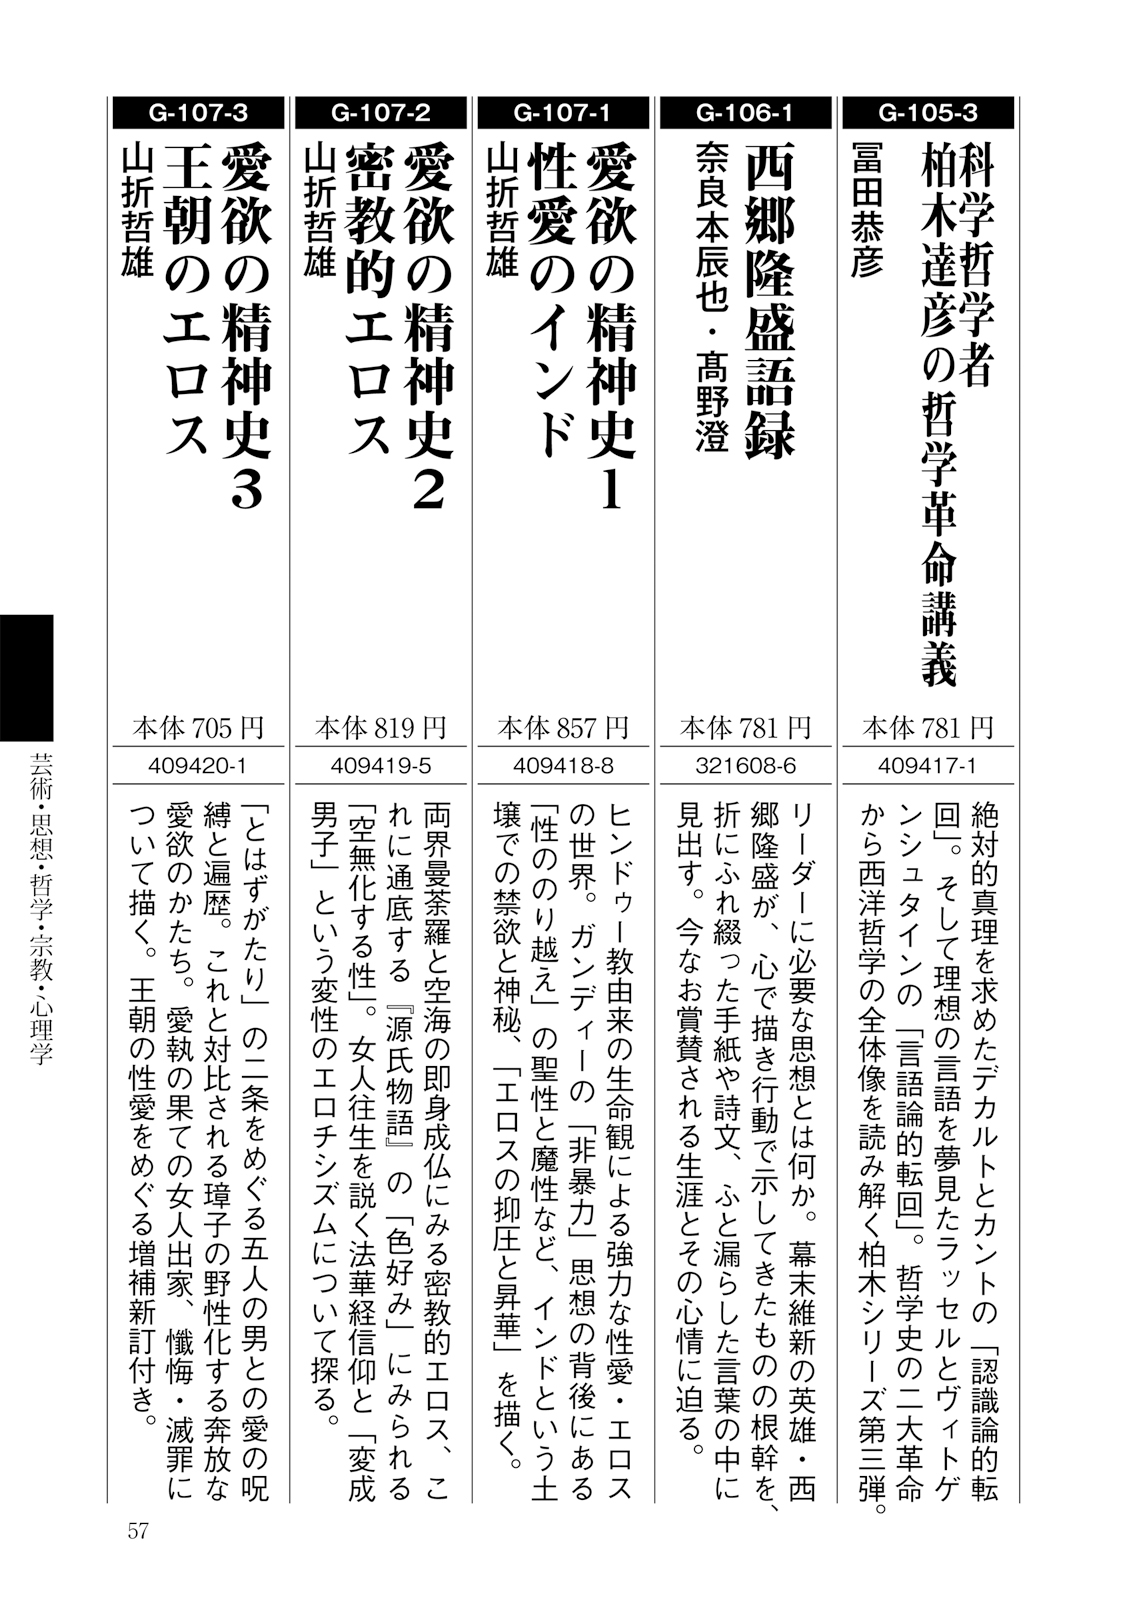 G-105-3
科学哲学者
柏木達彦の哲学革命講義
冨田恭彦
本体 781 円
409417-1
絶対的真理を求めたデカルトとカントの「認識論的転
回」。そして理想の言語を夢見たラッセルとヴィトゲ
ンシュタインの「言語論的転回」。哲学史の二大革命
から西洋哲学の全体像を読み解く柏木シリーズ第三弾。
G-106-1
西郷隆盛語録
奈良本辰也・髙野澄
本体 781 円
321608-6
リーダーに必要な思想とは何か。幕末維新の英雄・西
郷隆盛が、心で描き行動で示してきたものの根幹を、
折にふれ綴った手紙や詩文、ふと漏らした言葉の中に
見出す。今なお賞賛される生涯とその心情に迫る。
G-107-1
愛欲の精神史1
性愛のインド
山折哲雄
本体 857 円
409418-8
ヒンドゥー教由来の生命観による強力な性愛・エロス
の世界。ガンディーの「非暴力」思想の背後にある
「性ののり越え」の聖性と魔性など、インドという土
壌での禁欲と神秘、「エロスの抑圧と昇華」を描く。
G-107-2
愛欲の精神史2
密教的エロス
山折哲雄
本体 819 円
409419-5
両界曼荼羅と空海の即身成仏にみる密教的エロス、こ
れに通底する『源氏物語』の「色好み」にみられる
「空無化する性」。女人往生を説く法華経信仰と「変成
男子」という変性のエロチシズムについて探る。
G-107-3
愛欲の精神史3
王朝のエロス
山折哲雄
本体 705 円
409420-1
「とはずがたり」の二条をめぐる五人の男との愛の呪
縛と遍歴。これと対比される璋子の野性化する奔放な
愛欲のかたち。愛執の果ての女人出家、懺悔・滅罪に
ついて描く。王朝の性愛をめぐる増補新訂付き。
芸術・思想・哲学・宗教・心理学
57